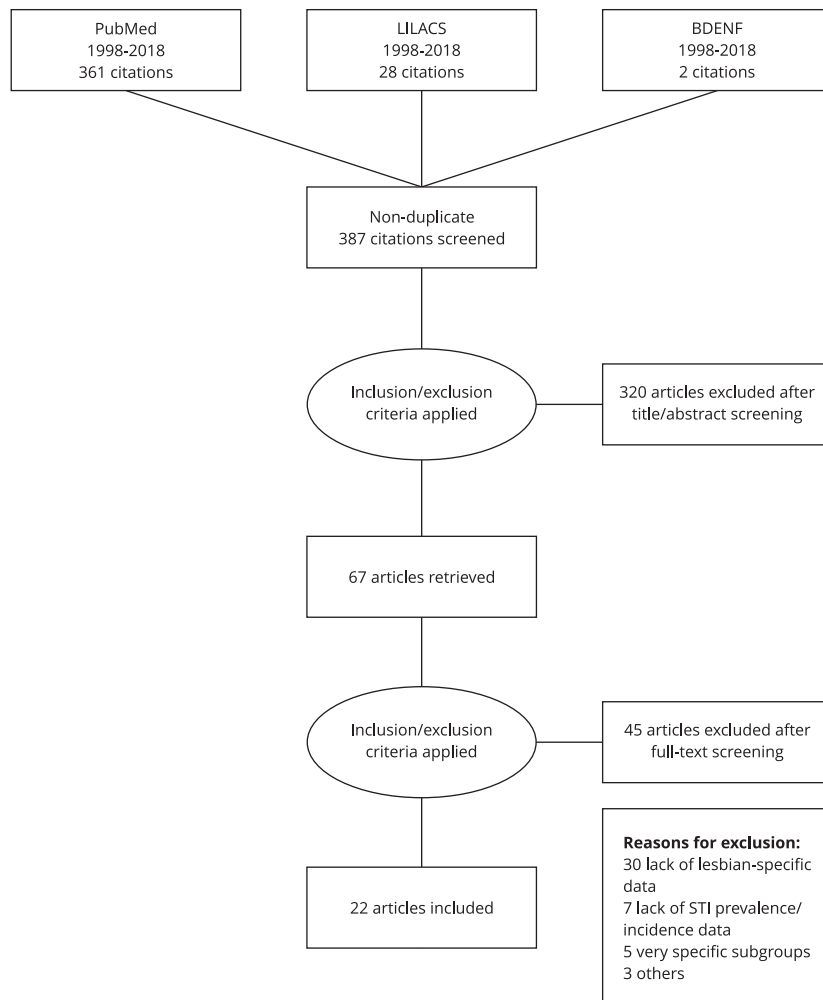 PubMed
1998-2018
361 citations
LILACS
1998-2018
28 citations
BDENF
1998-2018
2 citations
Non-duplicate
387 citations screened
Inclusion/exclusion
criteria applied
320 articles excluded after
title/abstract screening
67 articles retrieved
Inclusion/exclusion
criteria applied
45 articles excluded after
full-text screening
Reasons for exclusion:
30 lack of lesbian-specific
data
7 lack of STI prevalence/
incidence data
5 very specific subgroups
3 others
22 articles included